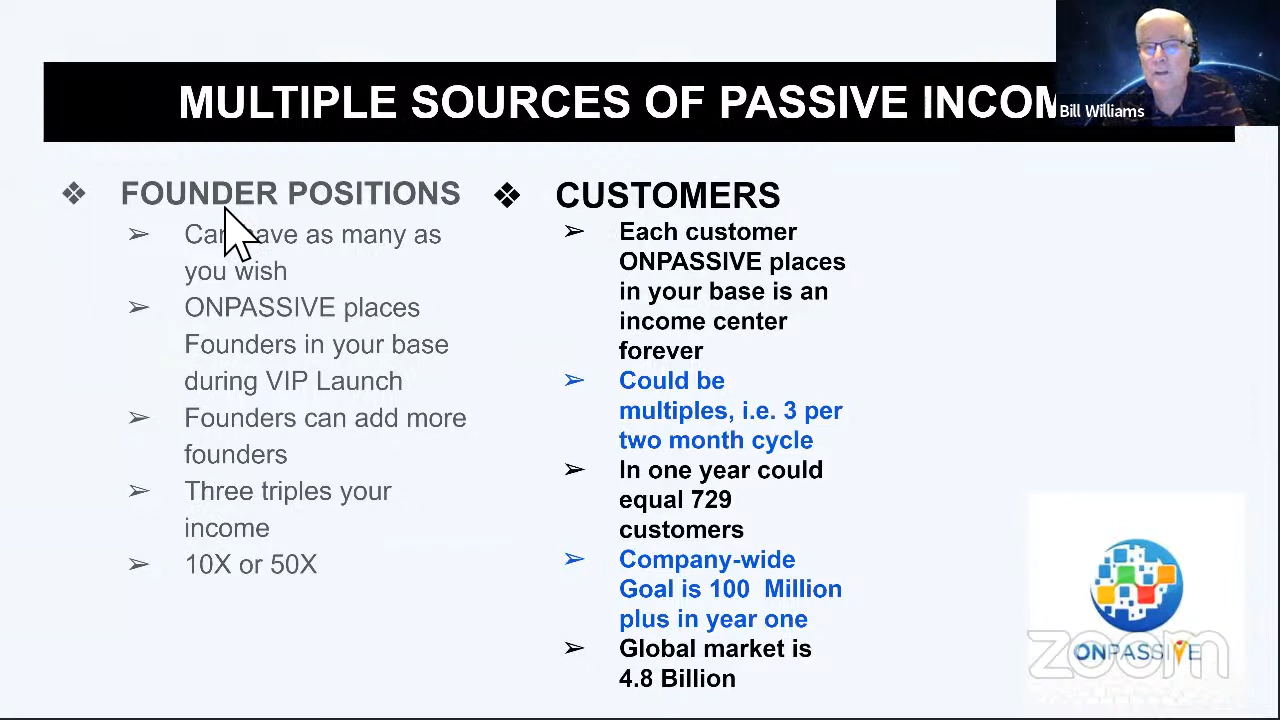 MULTIPLE SOURCES OF PASSIVE INCOM
Bill Williams
❖ FOUNDER POSITIONS
➢ Can have as many as
you wish
➢ ONPASSIVE places
Founders in your base
during VIP Launch
➢ Founders can add more
founders
➢ Three triples your
income
➢ 10X or 50X
❖ CUSTOMERS
➢ Each customer
ONPASSIVE places
in your base is an
income center
forever
➢ Could be
multiples, i.e. 3 per
two month cycle
➢ In one year could
equal 729
customers
➢ Company-wide
Goal is 100 Million
plus in year one
➢ Global market is
4.8 Billion
zoom
ONPASSIVE